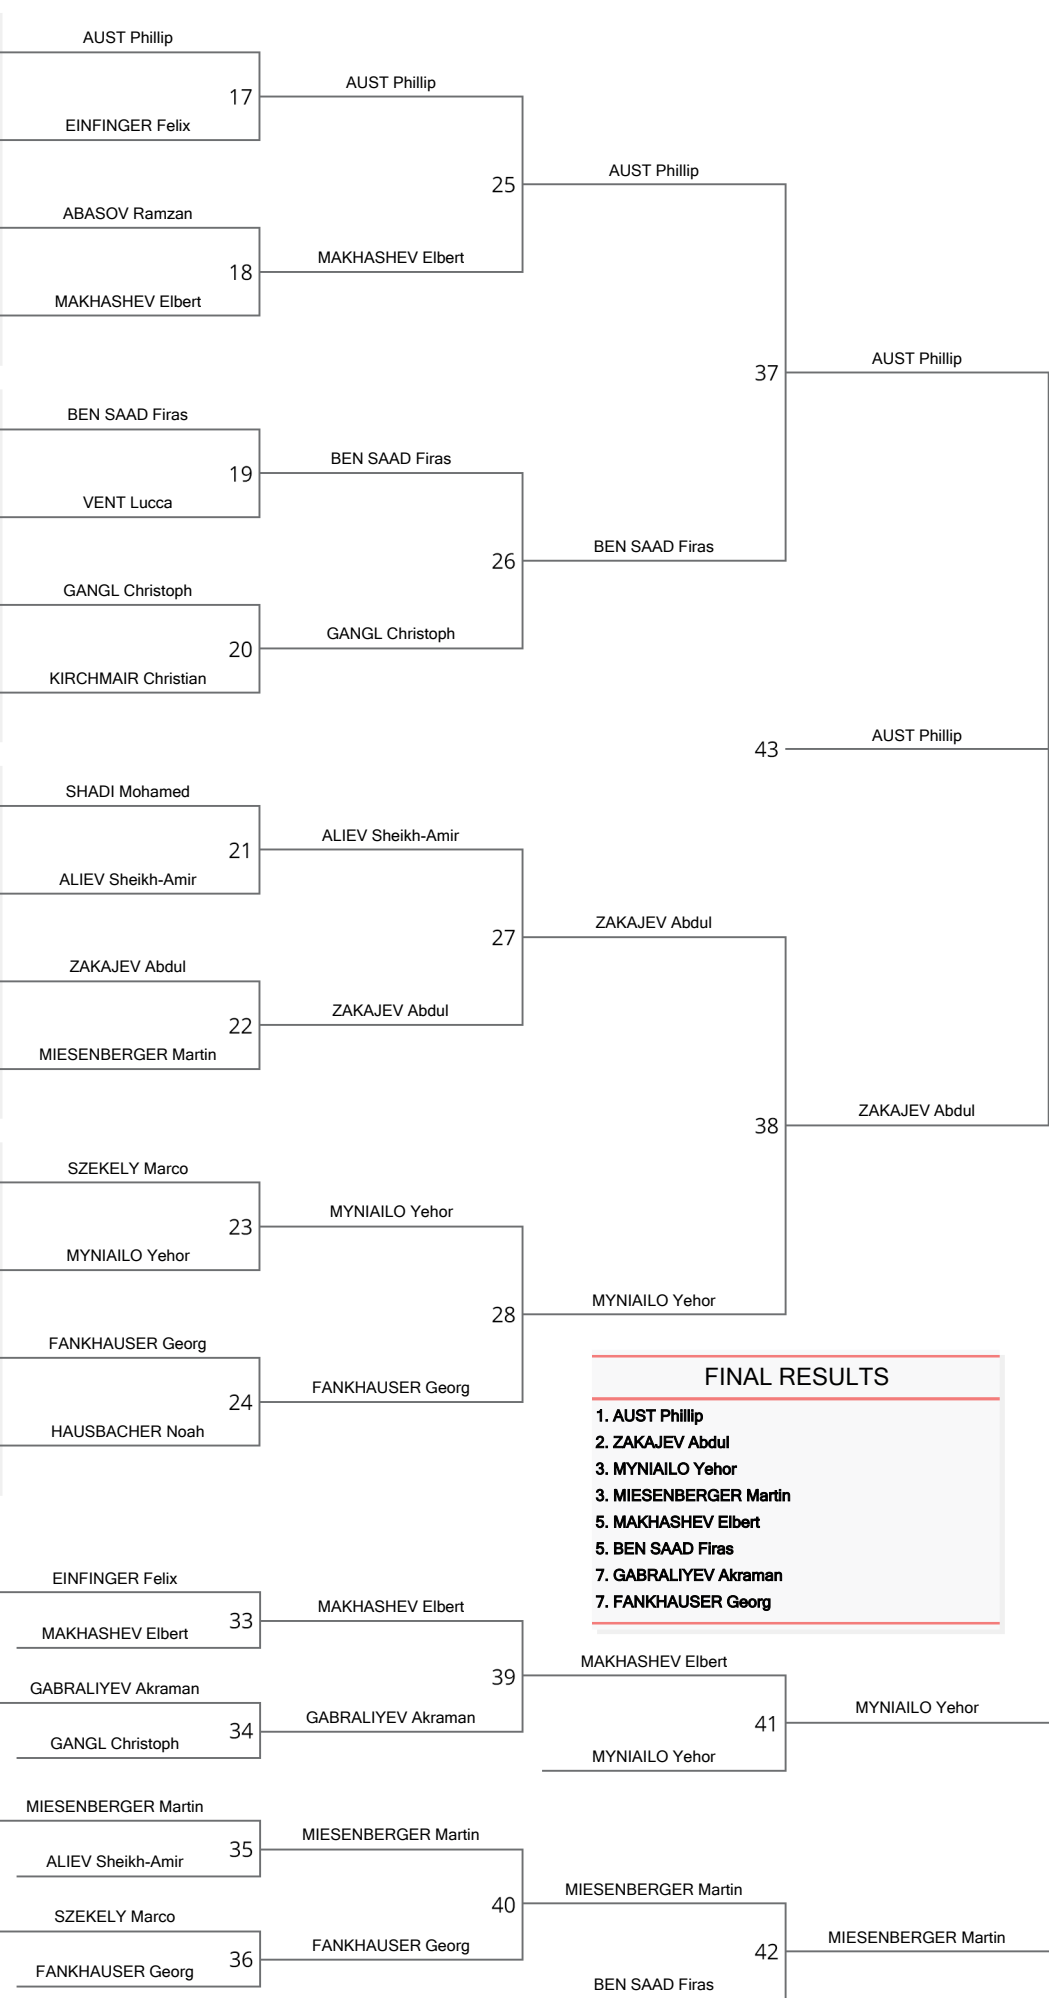 AUST Phillip
17
EINFINGER Felix
AUST Phillip
25
ABASOV Ramzan
18
MAKHASHEV Elbert
MAKHASHEV Elbert
AUST Phillip
37
AUST Phillip
BEN SAAD Firas
19
VENT Lucca
BEN SAAD Firas
26
GANGL Christoph
20
KIRCHMAIR Christian
GANGL Christoph
BEN SAAD Firas
43
AUST Phillip
SHADI Mohamed
21
ALIEV Sheikh-Amir
ALIEV Sheikh-Amir
27
ZAKAJEV Abdul
22
MIESENBERGER Martin
ZAKAJEV Abdul
ZAKAJEV Abdul
38
ZAKAJEV Abdul
SZEKELY Marco
23
MYNIAILO Yehor
MYNIAILO Yehor
28
MYNIAILO Yehor
FANKHAUSER Georg
24
HAUSBACHER Noah
FANKHAUSER Georg
FINAL RESULTS
1. AUST Phillip
2. ZAKAJEV Abdul
3. MYNIAILO Yehor
3. MIESENBERGER Martin
5. MAKHASHEV Elbert
5. BEN SAAD Firas
7. GABRALIYEV Akraman
7. FANKHAUSER Georg
EINFINGER Felix
33
MAKHASHEV Elbert
MAKHASHEV Elbert
39
GABRALIYEV Akraman
34
GANGL Christoph
GABRALIYEV Akraman
MAKHASHEV Elbert
41
MYNIAILO Yehor
MYNIAILO Yehor
MIESENBERGER Martin
35
ALIEV Sheikh-Amir
MIESENBERGER Martin
40
SZEKELY Marco
36
FANKHAUSER Georg
FANKHAUSER Georg
MIESENBERGER Martin
42
BEN SAAD Firas
MIESENBERGER Martin